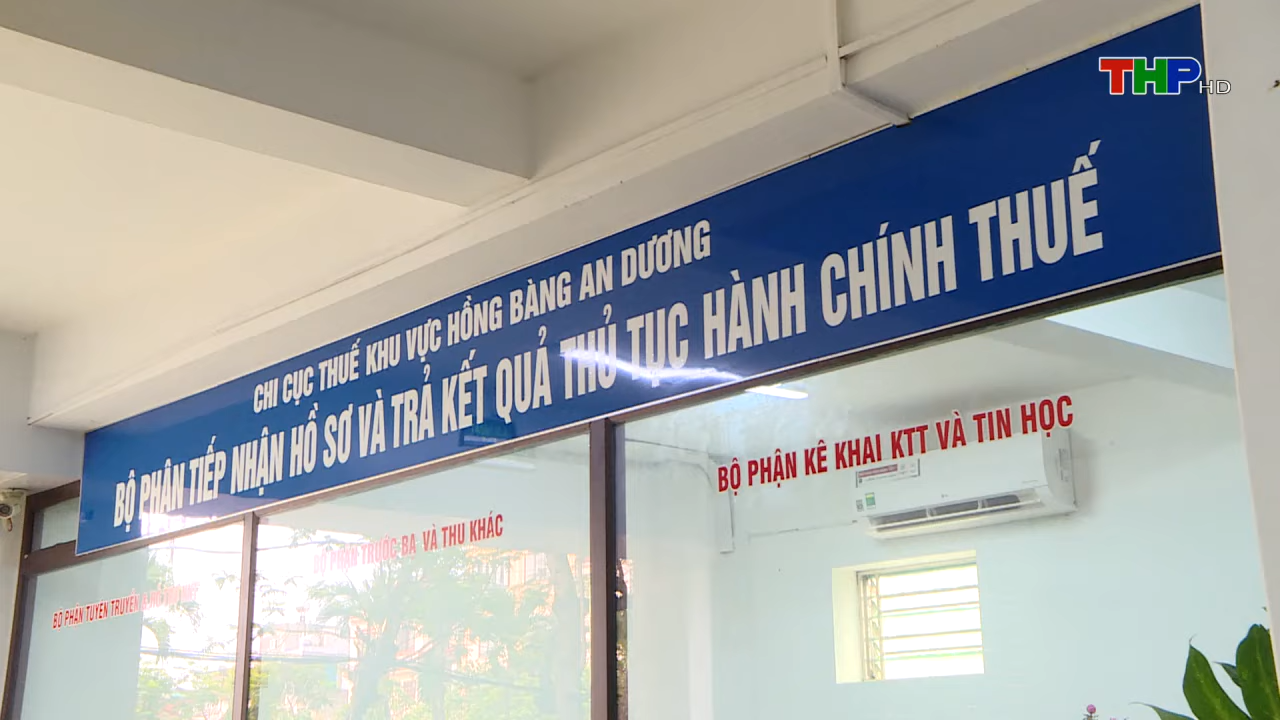 THP HD
CHI CỤC THUẾ KHU VỰC HỒNG BÀNG AN DƯƠNG
BỘ PHẬN TIẾP NHẬN HỒ SƠ VÀ TRẢ KẾT QUẢ THỦ TỤC HÀNH CHÍNH THUẾ
BỘ PHẬN KÊ KHAI KTT VÀ TIN HỌC
BỘ PHẬN TRƯỚC BẠ VÀ THU KHÁC
BỘ PHẬN TUYÊN TRUYỀN